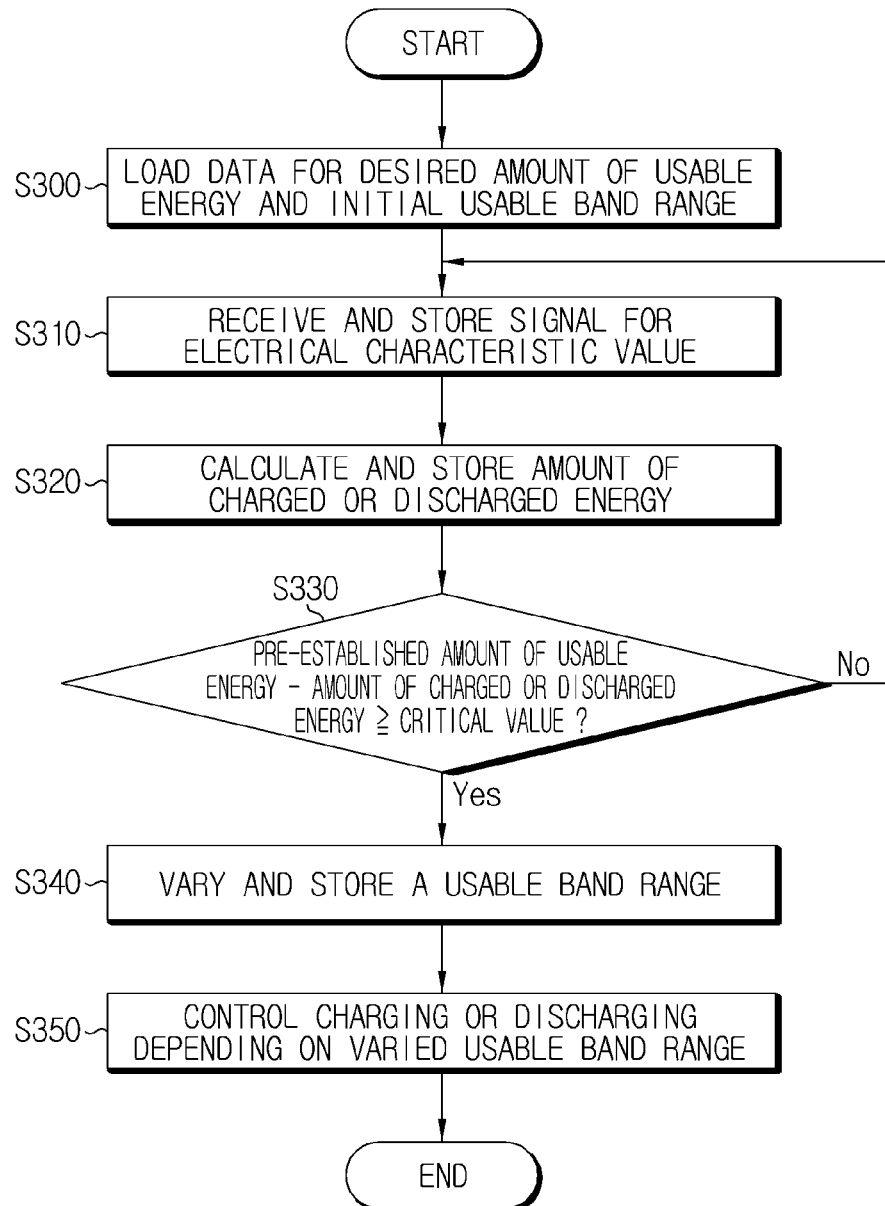 START
S300
LOAD DATA FOR DESIRED AMOUNT OF USABLE
ENERGY AND INITIAL USABLE BAND RANGE
S310
RECEIVE AND STORE SIGNAL FOR
ELECTRICAL CHARACTERISTIC VALUE
S320
CALCULATE AND STORE AMOUNT OF
CHARGED OR DISCHARGED ENERGY
S330
PRE-ESTABLISHED AMOUNT OF USABLE
ENERGY - AMOUNT OF CHARGED OR DISCHARGED
ENERGY ≧ CRITICAL VALUE ?
No
Yes
S340
VARY AND STORE A USABLE BAND RANGE
S350
CONTROL CHARGING OR DISCHARGING
DEPENDING ON VARIED USABLE BAND RANGE
END